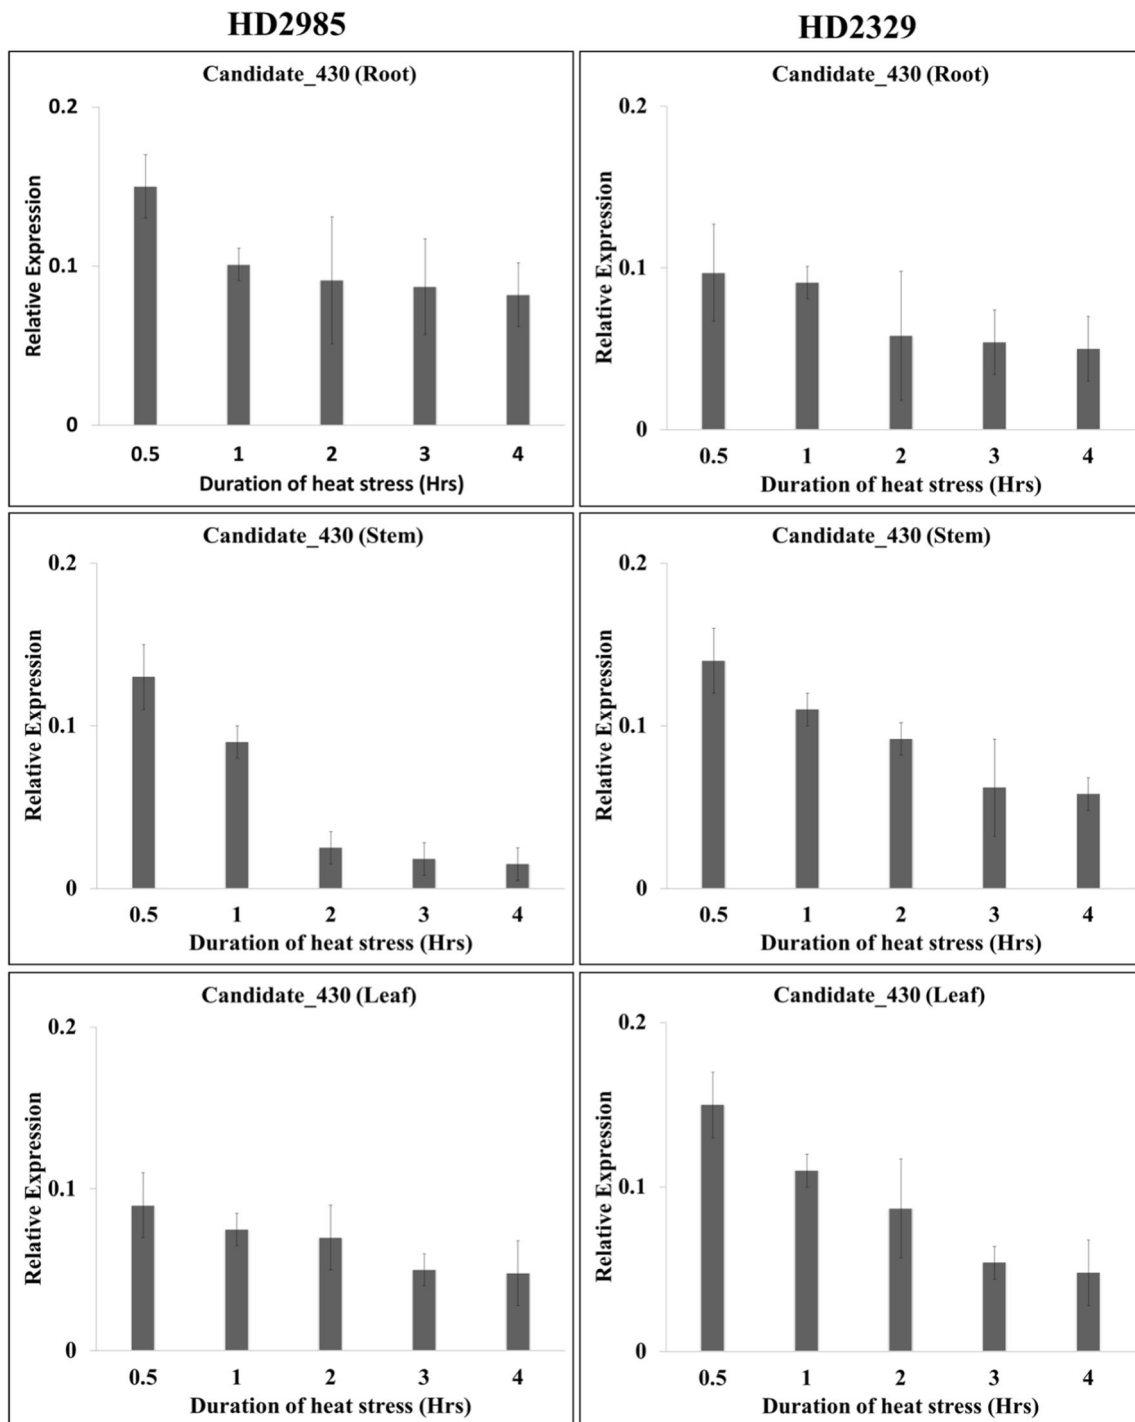 HD2985
HD2329
Candidate_430 (Root)
0.2
0.1
0
Relative Expression
0.5 1 2 3 4
Duration of heat stress (Hrs)
Candidate_430 (Root)
0.2
0.1
0
Relative Expression
0.5 1 2 3 4
Duration of heat stress (Hrs)
Candidate_430 (Stem)
0.2
0.1
0
Relative Expression
0.5 1 2 3 4
Duration of heat stress (Hrs)
Candidate_430 (Stem)
0.2
0.1
0
Relative Expression
0.5 1 2 3 4
Duration of heat stress (Hrs)
Candidate_430 (Leaf)
0.2
0.1
0
Relative Expression
0.5 1 2 3 4
Duration of heat stress (Hrs)
Candidate_430 (Leaf)
0.2
0.1
0
Relative Expression
0.5 1 2 3 4
Duration of heat stress (Hrs)